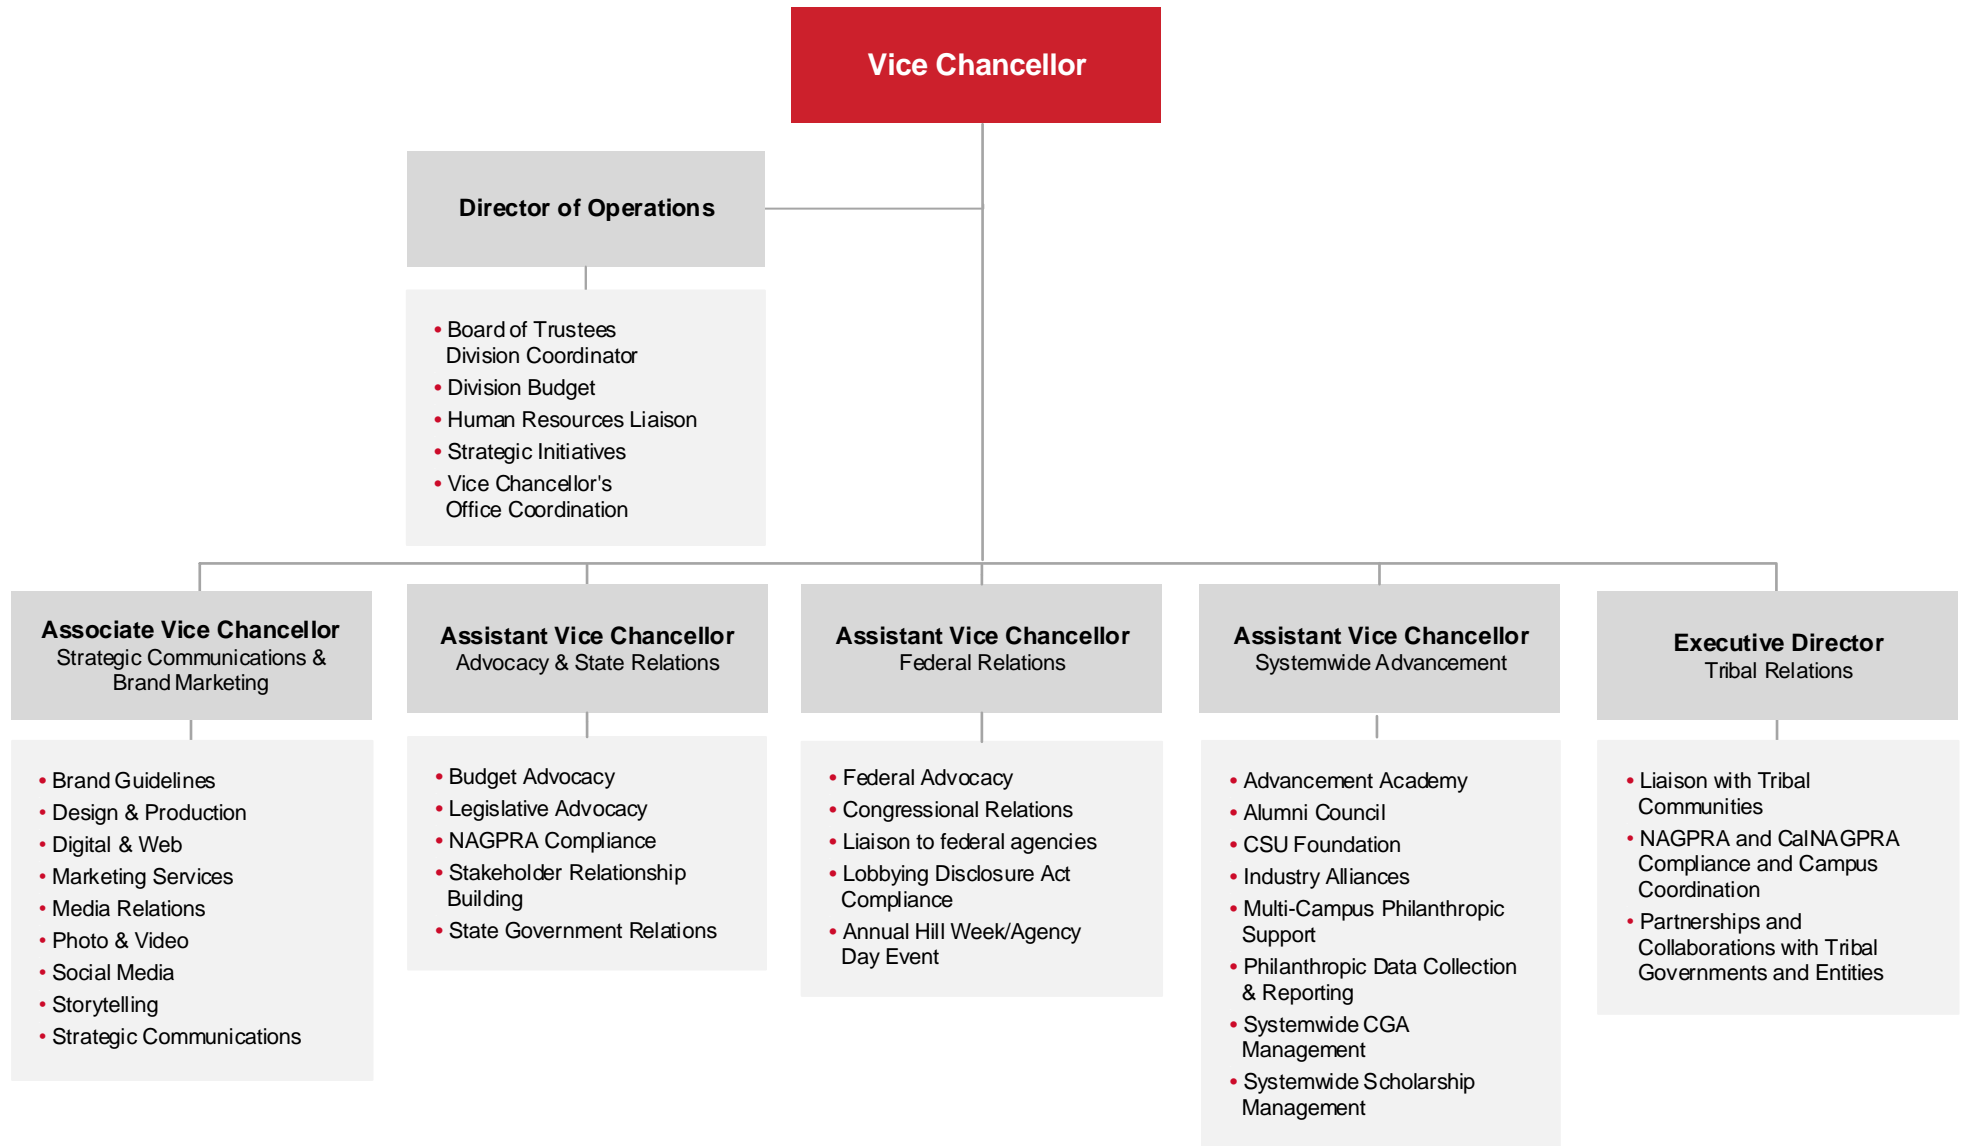 Vice Chancellor
Director of Operations
• Board of Trustees
Division Coordinator
• Division Budget
• Human Resources Liaison
• Strategic Initiatives
• Vice Chancellor's
Office Coordination
Associate Vice Chancellor
Strategic Communications &
Brand Marketing
• Brand Guidelines
• Design & Production
• Digital & Web
• Marketing Services
• Media Relations
• Photo & Video
• Social Media
• Storytelling
• Strategic Communications
Assistant Vice Chancellor
Advocacy & State Relations
• Budget Advocacy
• Legislative Advocacy
• NAGPRA Compliance
• Stakeholder Relationship
Building
• State Government Relations
Assistant Vice Chancellor
Federal Relations
• Federal Advocacy
• Congressional Relations
• Liaison to federal agencies
• Lobbying Disclosure Act
Compliance
• Annual Hill Week/Agency
Day Event
Assistant Vice Chancellor
Systemwide Advancement
• Advancement Academy
• Alumni Council
• CSU Foundation
• Industry Alliances
• Multi-Campus Philanthropic
Support
• Philanthropic Data Collection
& Reporting
• Systemwide CGA
Management
• Systemwide Scholarship
Management
Executive Director
Tribal Relations
• Liaison with Tribal
Communities
• NAGPRA and CalNAGPRA
Compliance and Campus
Coordination
• Partnerships and
Collaborations with Tribal
Governments and Entities